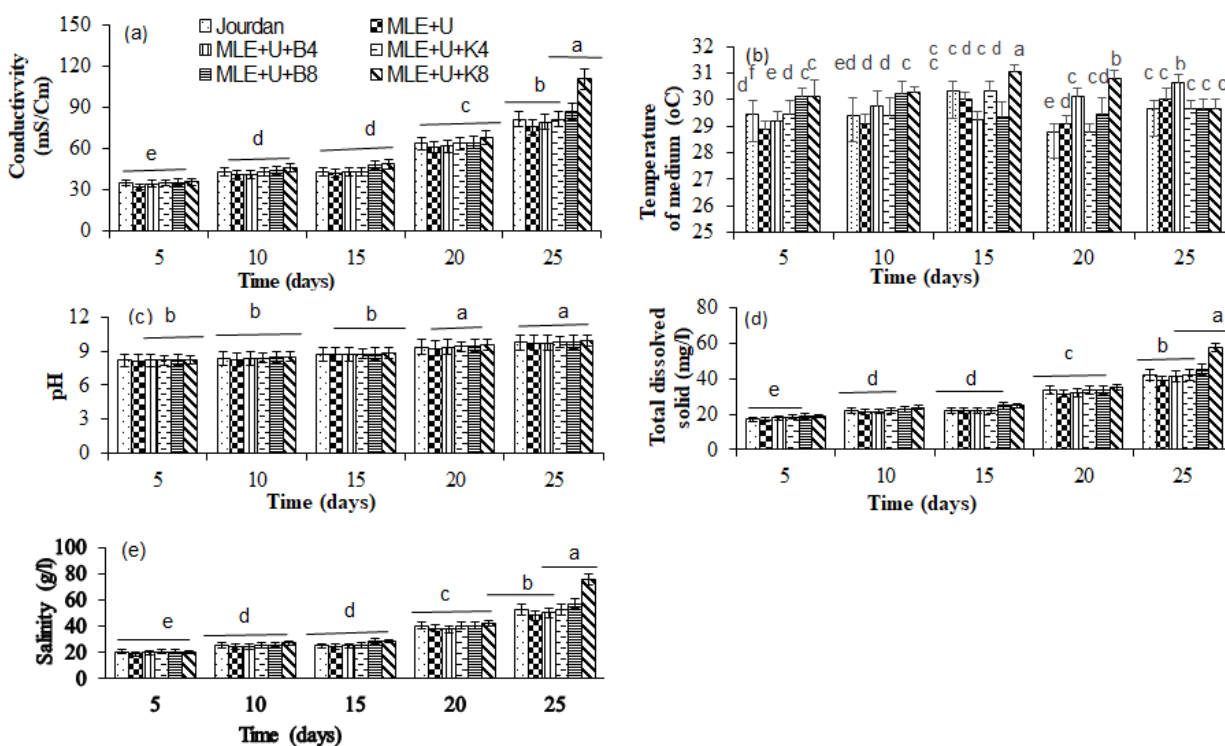 (a)
Jourdan MLE+U
MLE+U+B4 MLE+U+K4
MLE+U+B8 MLE+U+K8
Conductivvity
(mS/Cm)
150
120
90
60
30
0
e d d c b a
5 10 15 20 25
Time (days)
(b)
Temperature
of medium (oC)
32
31
30
29
28
27
26
25
d f e d c c
ed d d d c c
c c d c d a
e d c cd b
c c b c c c
5 10 15 20 25
Time (days)
(c)
pH
12
9
6
3
0
b b b a a
5 10 15 20 25
Time (days)
(d)
Total dissolved
solid (mg/l)
80
60
40
20
0
e d d c b a
5 10 15 20 25
Time (days)
(e)
Salinity (g/l)
100
80
60
40
20
0
e d d c b a
5 10 15 20 25
Time (days)